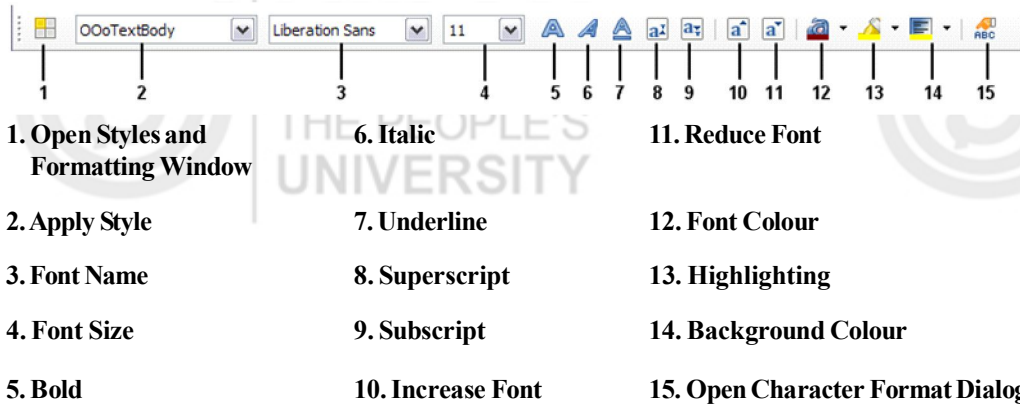 OOoTextBody Liberation Sans 11
ABC
1 2 3 4 5 6 7 8 9 10 11 12 13 14 15
THE PEOPLE'S
UNIVERSITY
1. Open Styles and
Formatting Window
6. Italic
11. Reduce Font
2. Apply Style
7. Underline
12. Font Colour
3. Font Name
8. Superscript
13. Highlighting
4. Font Size
9. Subscript
14. Background Colour
5. Bold
10. Increase Font
15. Open Character Format Dialog